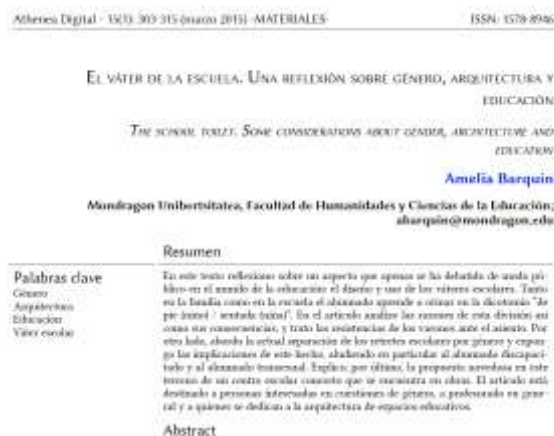 Athenea Digital - 15(1): 303-315 (marzo 2015) -MATERIALES- ISSN: 1578-8946
EL VÁTER DE LA ESCUELA. UNA REFLEXIÓN SOBRE GÉNERO, ARQUITECTURA Y
EDUCACIÓN
THE SCHOOL TOILET. SOME CONSIDERATIONS ABOUT GENDER, ARCHITECTURE AND
EDUCATION
Amelia Barquin
Mondragon Unibertsitatea, Facultad de Humanidades y Ciencias de la Educación;
abarquin@mondragon.edu
Resumen
Palabras clave
Género
Arquitectura
Educación
Váter escolar
En este texto reflexiono sobre un aspecto que apenas se ha debatido de modo pú-
blico en el mundo de la educación: el diseño y uso de los váteres escolares. Tanto
en la familia como en la escuela el alumnado aprende a orinar en la dicotomía "de
pie (niños) / sentada (niñas)". En el artículo analizo las razones de esta división así
como sus consecuencias, y trato las resistencias de los varones ante el asiento. Por
otro lado, abordo la actual separación de los retretes escolares por género y expon-
go las implicaciones de este hecho, aludiendo en particular al alumnado discapaci-
tado y al alumnado transexual. Explico, por último, la propuesta novedosa en este
terreno de un centro escolar concreto que se encuentra en obras. El artículo está
destinado a personas interesadas en cuestiones de género, a profesorado en gene-
ral y a quienes se dedican a la arquitectura de espacios educativos.
Abstract